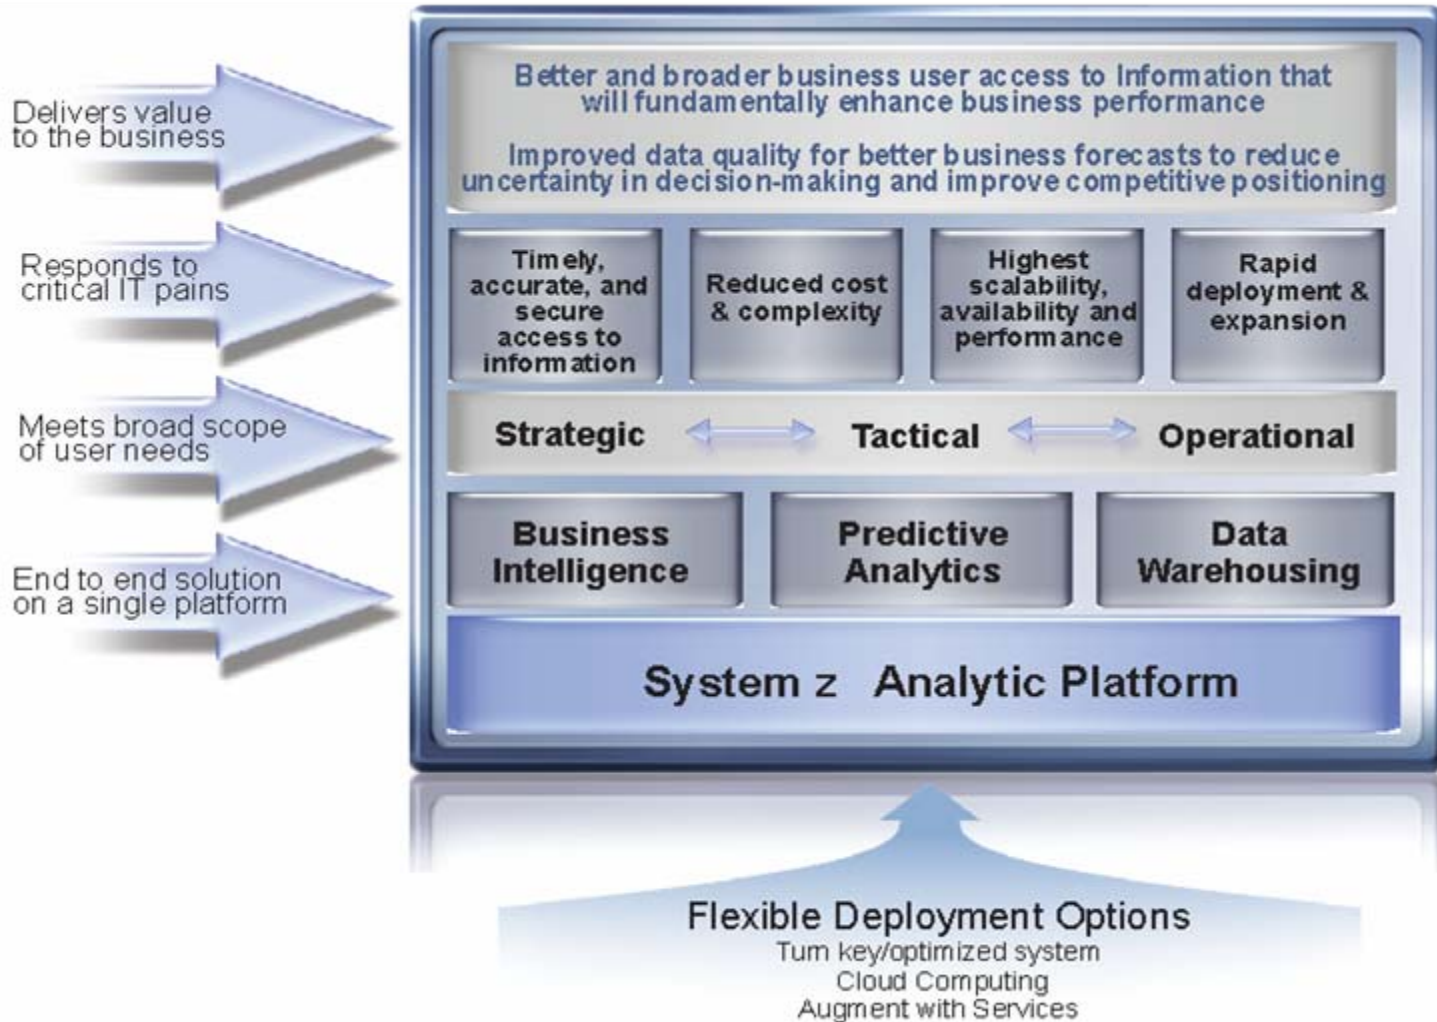 Delivers value
to the business
Better and broader business user access to Information that
will fundamentally enhance business performance
Improved data quality for better business forecasts to reduce
uncertainty in decision-making and improve competitive positioning
Responds to
critical IT pains
Timely,
accurate, and
secure
access to
information
Reduced cost
& complexity
Highest
scalability,
availability and
performance
Rapid
deployment &
expansion
Meets broad scope
of user needs
Strategic
Tactical
Operational
End to end solution
on a single platform
Business
Intelligence
Predictive
Analytics
Data
Warehousing
System z Analytic Platform
Flexible Deployment Options
Turn key/optimized system
Cloud Computing
Augment with Services